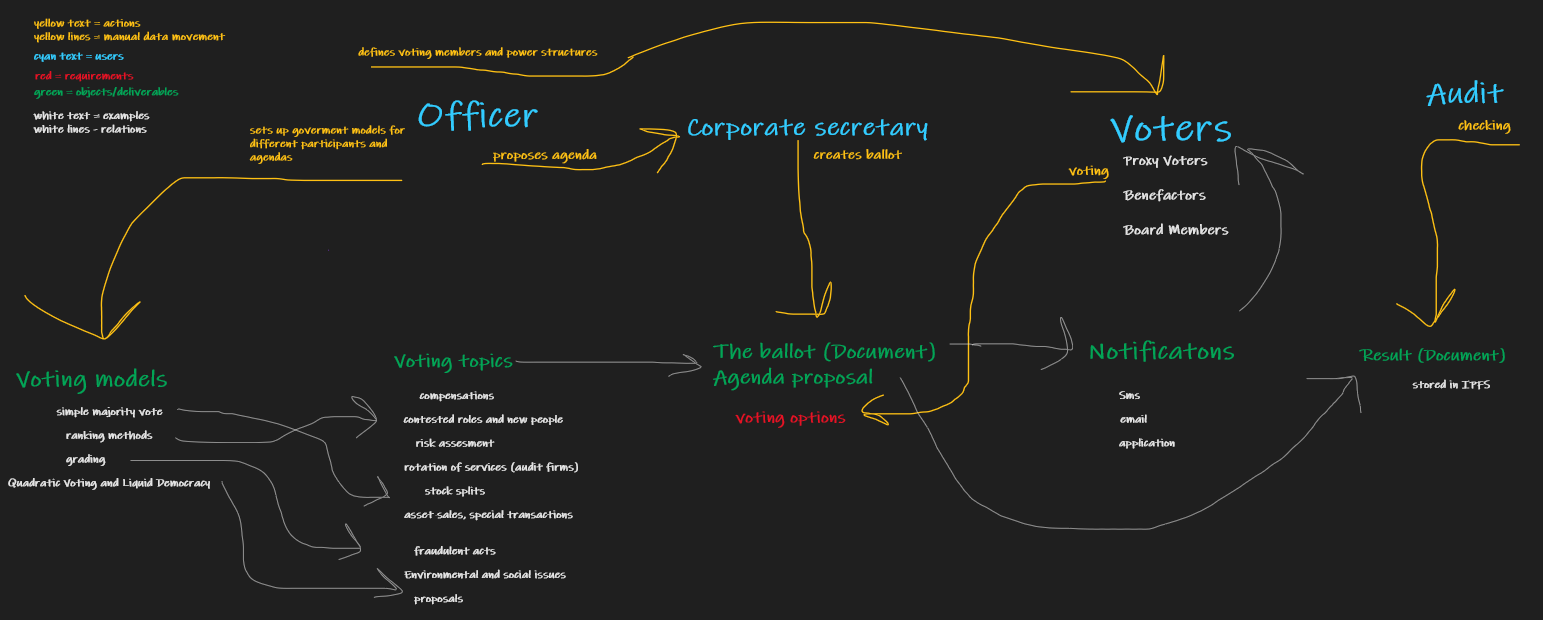 yellow text = actions
yellow lines = manual data movement
cyan text = users
red = requirements
green = objects/deliverables
white text = examples
white lines - relations
defines voting members and power structures
sets up goverment models for
different participants and
agendas
Officer
proposes agenda
Corporate secretary
creates ballot
Voters
voting
Proxy Voters
Benefactors
Board Members
Audit
checking
Voting models
simple majority vote
ranking methods
grading
Quadratic Voting and Liquid Democracy
Voting topics
compensations
contested roles and new people
risk assesment
rotation of services (audit firms)
stock splits
asset sales, special transactions
fraudulent acts
Environmental and social issues
proposals
The ballot (Document)
Agenda proposal
voting options
Notificatons
Sms
email
application
Result (Document)
stored in IPFS